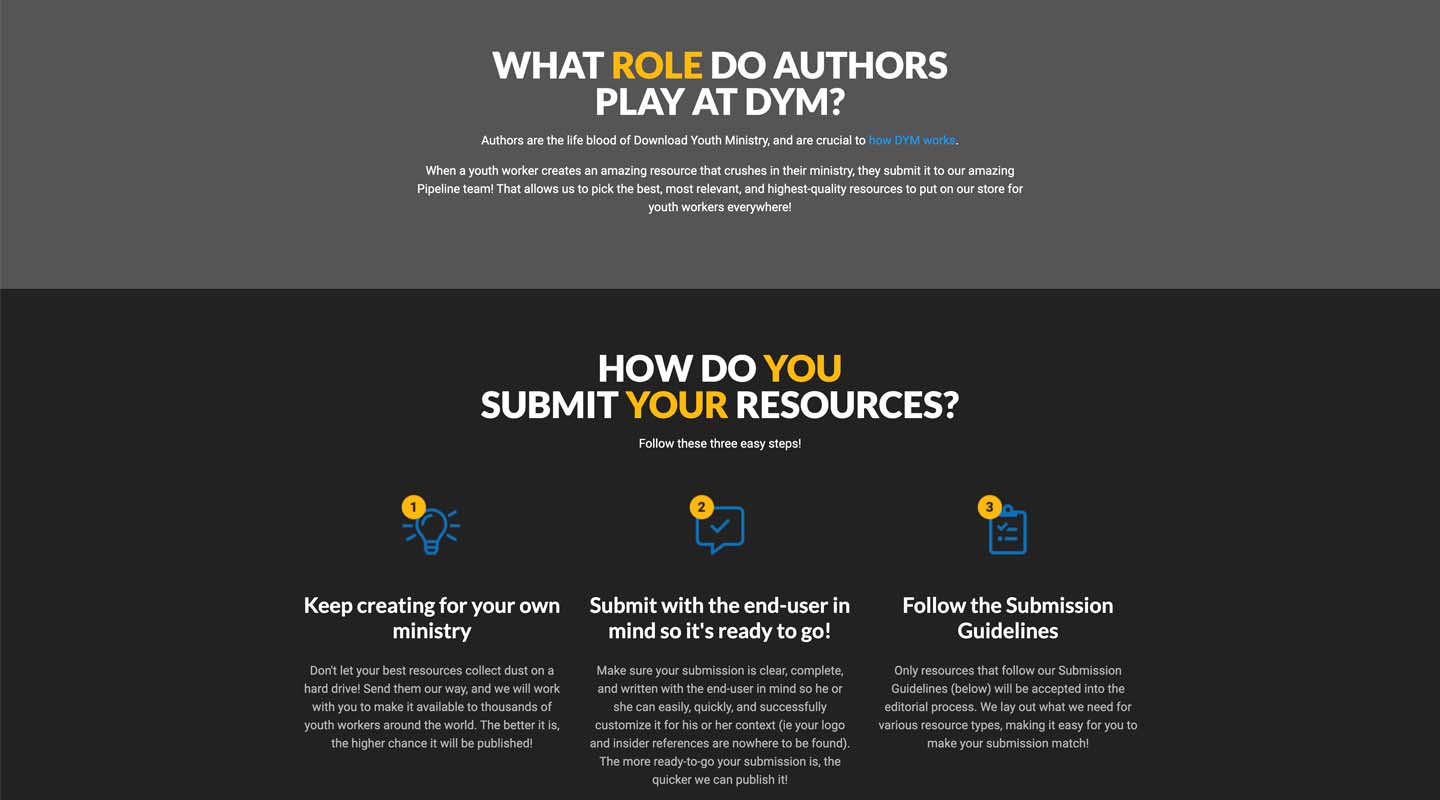 WHAT ROLE DO AUTHORS
PLAY AT DYM?
Authors are the life blood of Download Youth Ministry, and are crucial to how DYM works.
When a youth worker creates an amazing resource that crushes in their ministry, they submit it to our amazing
Pipeline team! That allows us to pick the best, most relevant, and highest-quality resources to put on our store for
youth workers everywhere!
HOW DO YOU
SUBMIT YOUR RESOURCES?
Follow these three easy steps!
1
Keep creating for your own
ministry
Don't let your best resources collect dust on a
hard drive! Send them our way, and we will work
with you to make it available to thousands of
youth workers around the world. The better it is,
the higher chance it will be published!
2
Submit with the end-user in
mind so it's ready to go!
Make sure your submission is clear, complete,
and written with the end-user in mind so he or
she can easily, quickly, and successfully
customize it for his or her context (ie your logo
and insider references are nowhere to be found).
The more ready-to-go your submission is, the
quicker we can publish it!
3
Follow the Submission
Guidelines
Only resources that follow our Submission
Guidelines (below) will be accepted into the
editorial process. We lay out what we need for
various resource types, making it easy for you to
make your submission match!